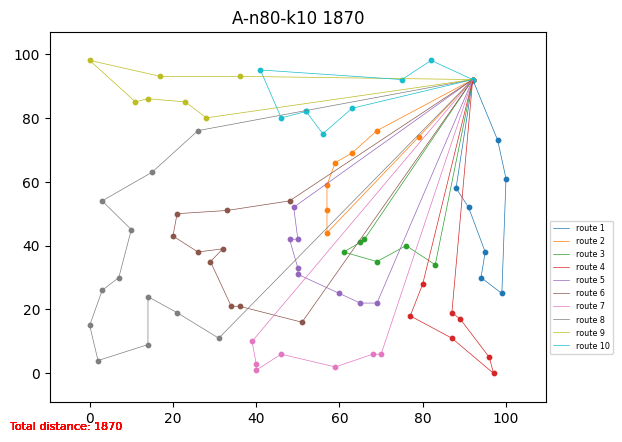 A-n80-k10 1870
100
80
60
40
20
0
0 20 40 60 80 100
route 1
route 2
route 3
route 4
route 5
route 6
route 7
route 8
route 9
route 10
Total distance: 1870